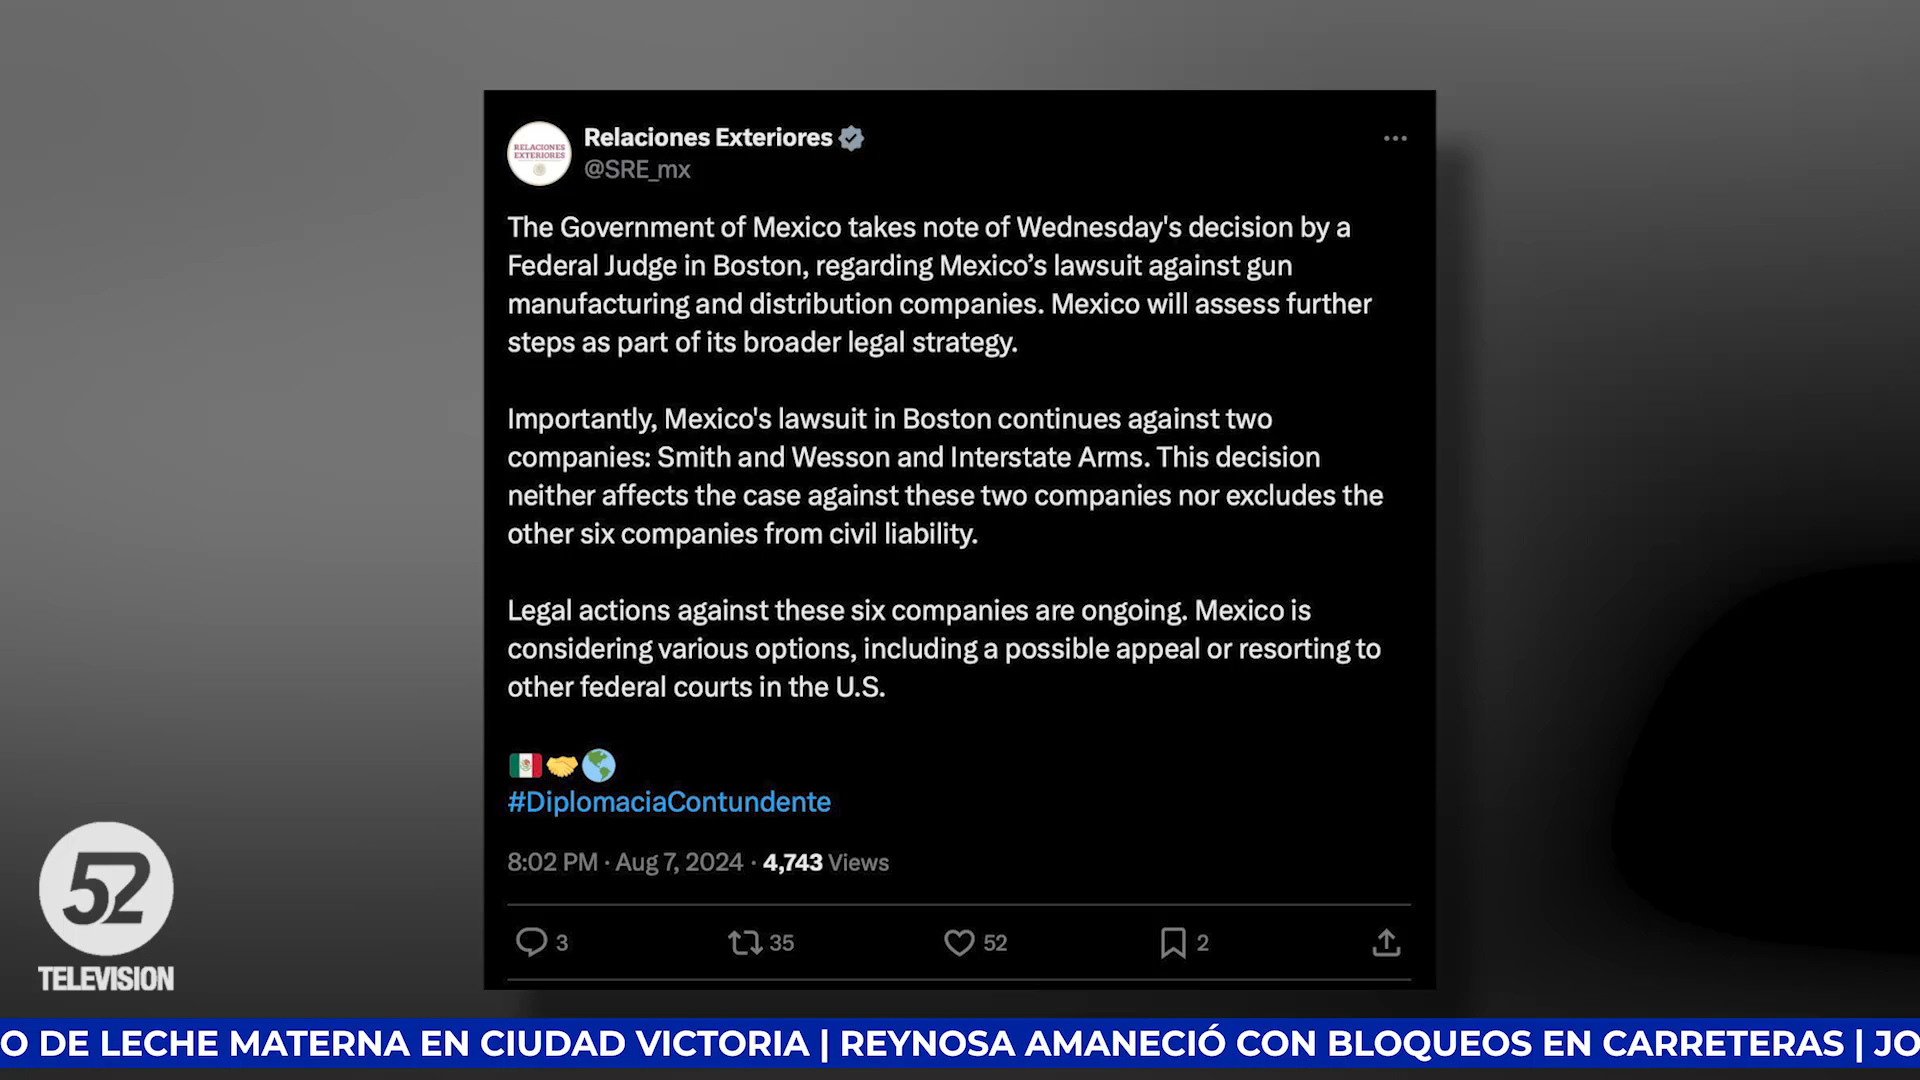 RELACIONES
EXTERIORES
Relaciones Exteriores
@SRE_mx
The Government of Mexico takes note of Wednesday's decision by a
Federal Judge in Boston, regarding Mexico’s lawsuit against gun
manufacturing and distribution companies. Mexico will assess further
steps as part of its broader legal strategy.
Importantly, Mexico's lawsuit in Boston continues against two
companies: Smith and Wesson and Interstate Arms. This decision
neither affects the case against these two companies nor excludes the
other six companies from civil liability.
Legal actions against these six companies are ongoing. Mexico is
considering various options, including a possible appeal or resorting to
other federal courts in the U.S.
#DiplomaciaContundente
8:02 PM · Aug 7, 2024 · 4,743 Views
3 35 52 2
52
TELEVISION
O DE LECHE MATERNA EN CIUDAD VICTORIA | REYNOSA AMANECIÓ CON BLOQUEOS EN CARRETERAS | JO